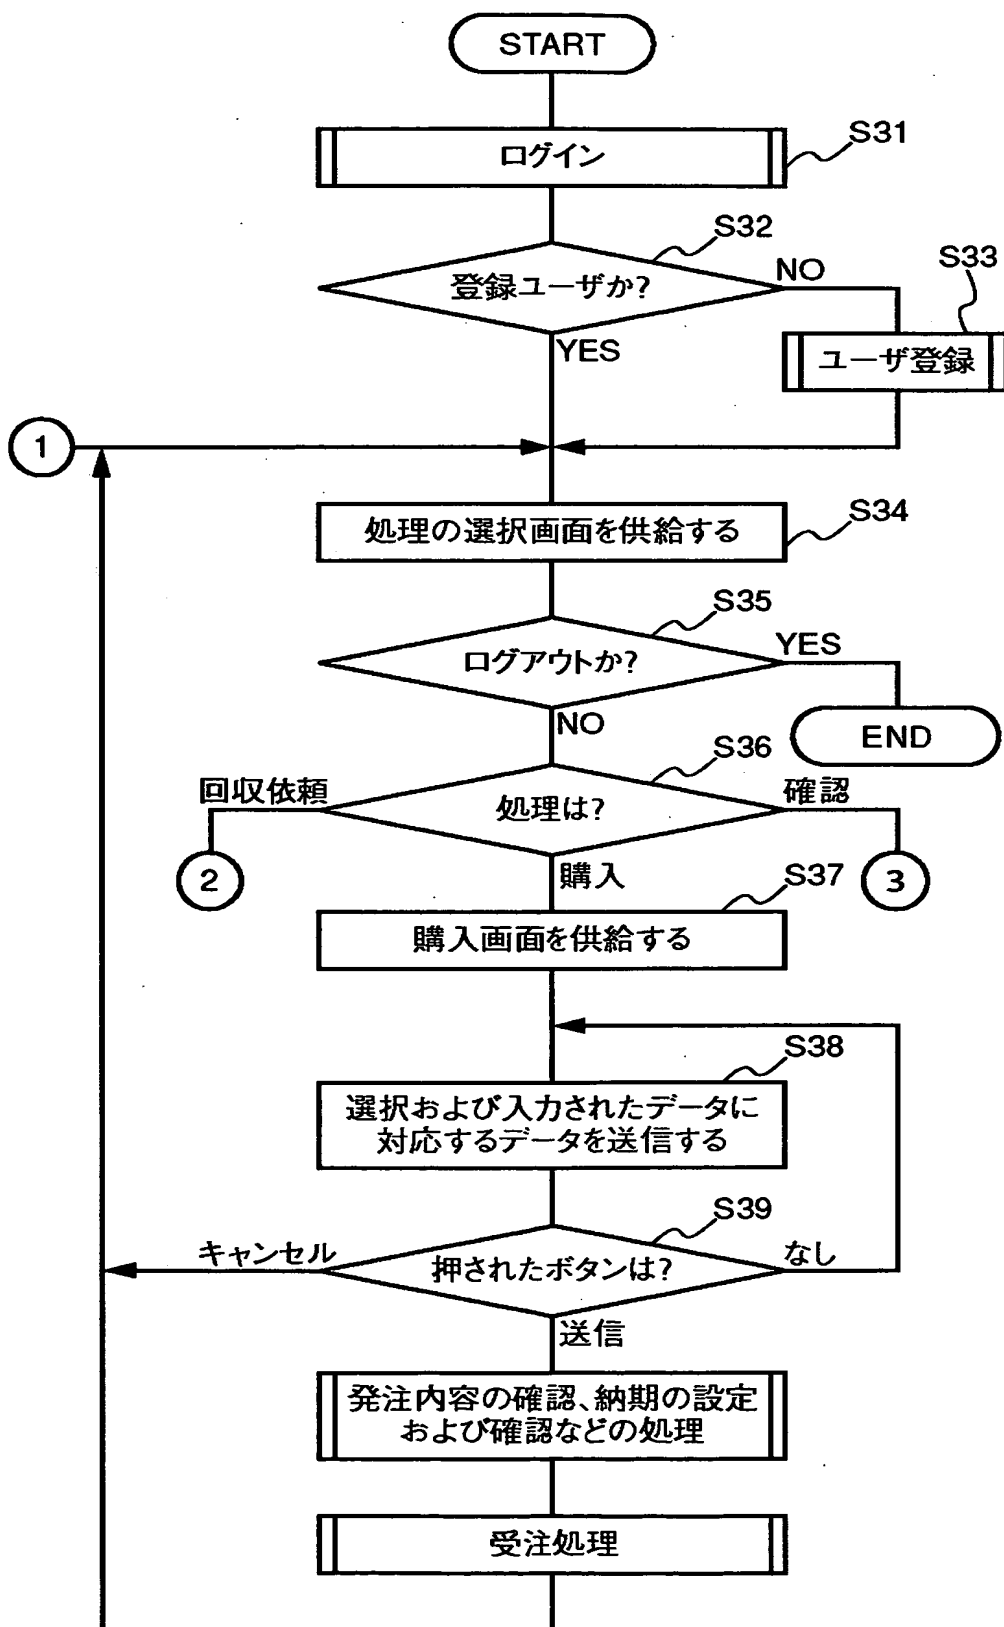 START
S31
ログイン
S32
登録ユーザか?
NO
S33
YES
ユーザ登録
1
S34
処理の選択画面を供給する
S35
ログアウトか?
YES
NO
END
S36
回収依頼
処理は?
確認
2
購入
3
S37
購入画面を供給する
S38
選択および入力されたデータに
対応するデータを送信する
S39
キャンセル
押されたボタンは?
なし
送信
発注内容の確認、納期の設定
および確認などの処理
受注処理